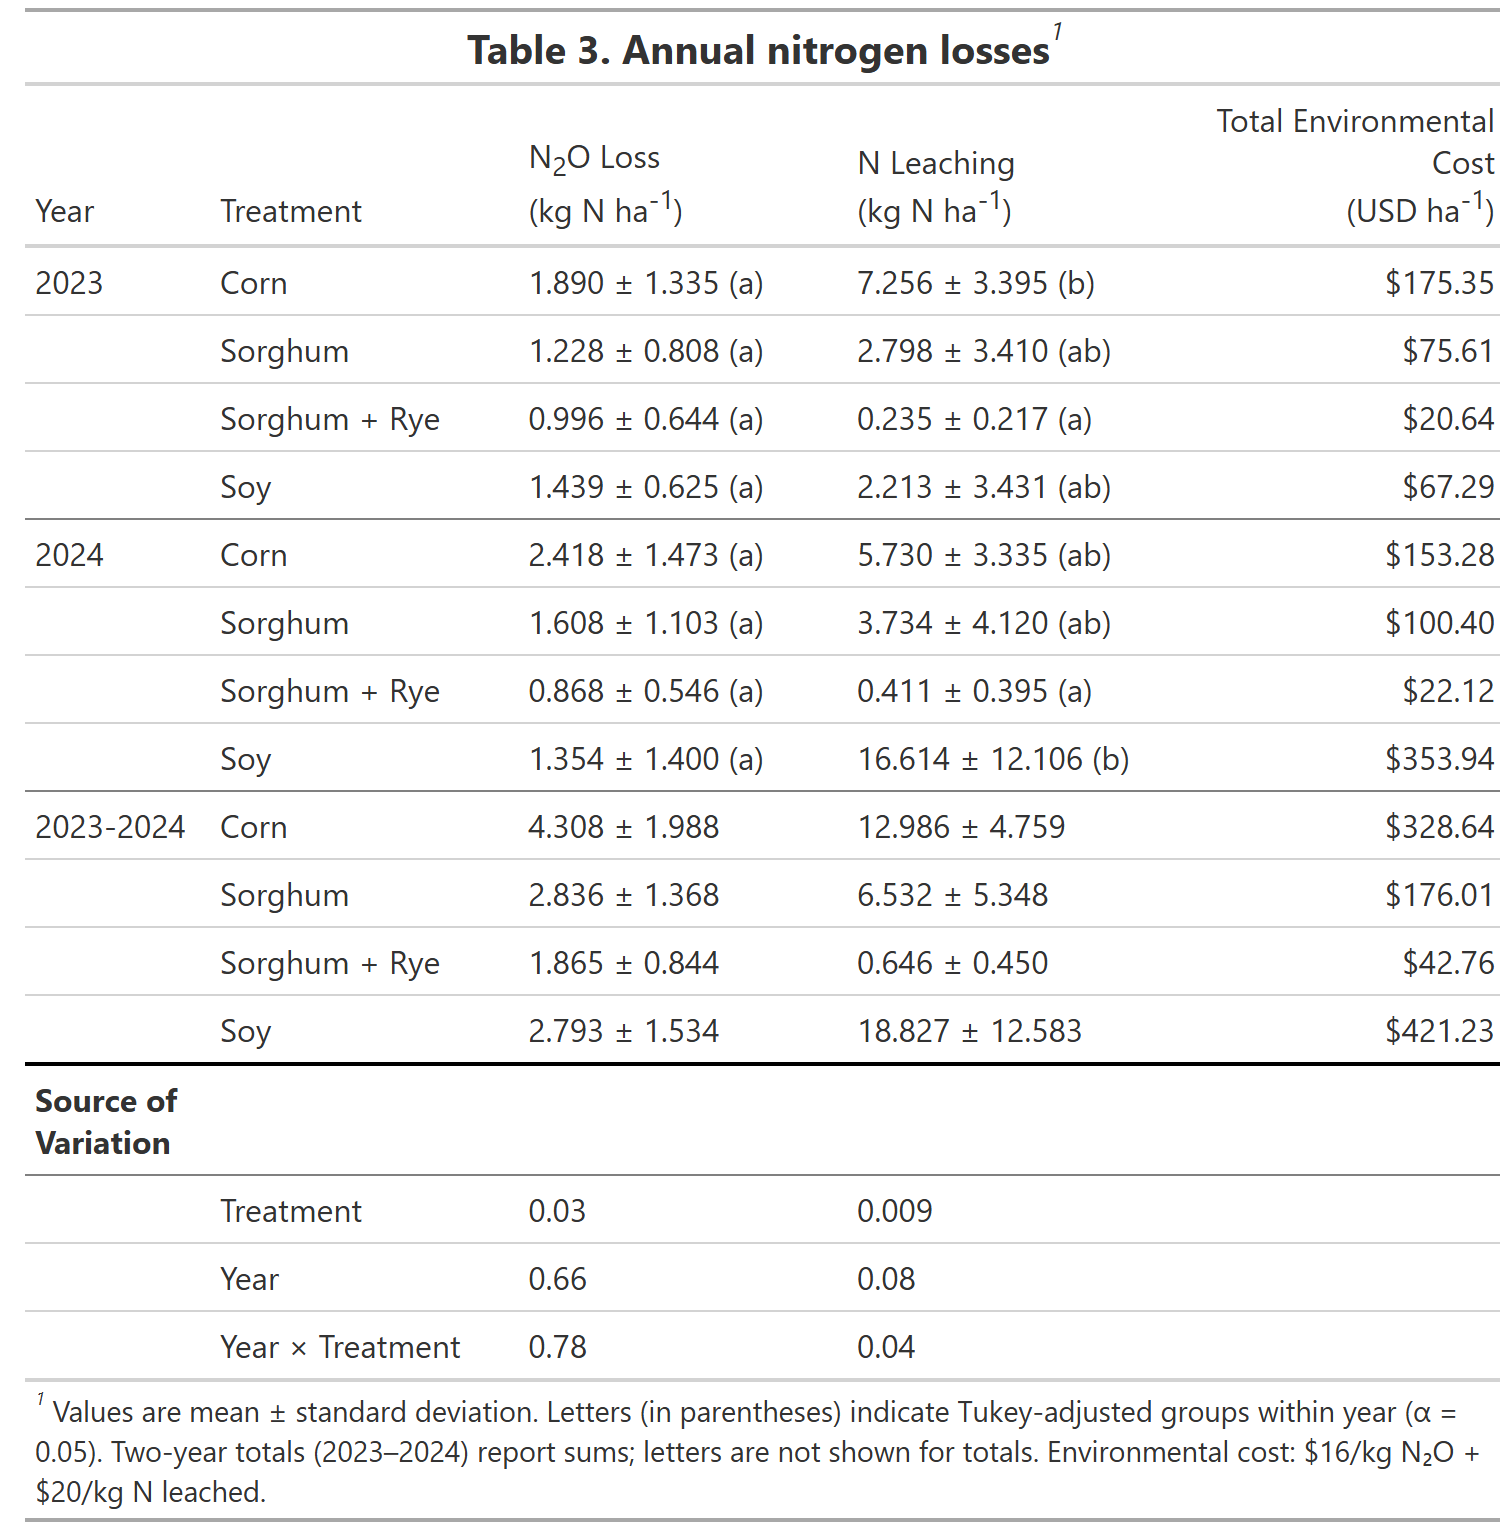 Table 3. Annual nitrogen losses¹
Year Treatment N₂O Loss (kg N ha⁻¹) N Leaching (kg N ha⁻¹) Total Environmental Cost (USD ha⁻¹)
2023 Corn 1.890 ± 1.335 (a) 7.256 ± 3.395 (b) $175.35
Sorghum 1.228 ± 0.808 (a) 2.798 ± 3.410 (ab) $75.61
Sorghum + Rye 0.996 ± 0.644 (a) 0.235 ± 0.217 (a) $20.64
Soy 1.439 ± 0.625 (a) 2.213 ± 3.431 (ab) $67.29
2024 Corn 2.418 ± 1.473 (a) 5.730 ± 3.335 (ab) $153.28
Sorghum 1.608 ± 1.103 (a) 3.734 ± 4.120 (ab) $100.40
Sorghum + Rye 0.868 ± 0.546 (a) 0.411 ± 0.395 (a) $22.12
Soy 1.354 ± 1.400 (a) 16.614 ± 12.106 (b) $353.94
2023-2024 Corn 4.308 ± 1.988 12.986 ± 4.759 $328.64
Sorghum 2.836 ± 1.368 6.532 ± 5.348 $176.01
Sorghum + Rye 1.865 ± 0.844 0.646 ± 0.450 $42.76
Soy 2.793 ± 1.534 18.827 ± 12.583 $421.23
Source of
Variation
Treatment 0.03 0.009
Year 0.66 0.08
Year × Treatment 0.78 0.04
¹ Values are mean ± standard deviation. Letters (in parentheses) indicate Tukey-adjusted groups within year (α =
0.05). Two-year totals (2023–2024) report sums; letters are not shown for totals. Environmental cost: $16/kg N₂O +
$20/kg N leached.